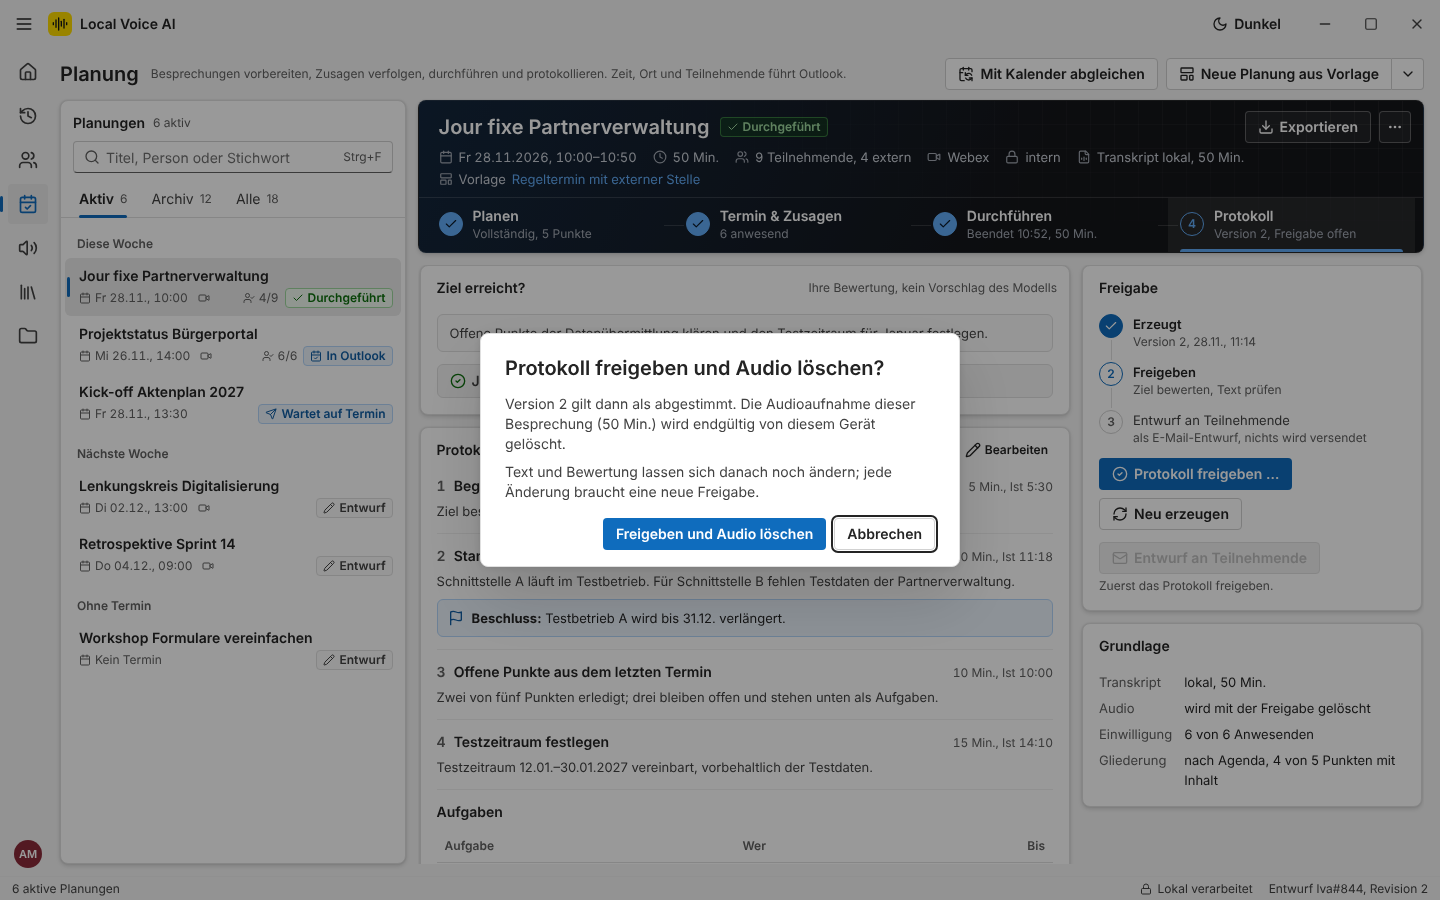 Local Voice AI
Dunkel
Planung
Besprechungen vorbereiten, Zusagen verfolgen, durchführen und protokollieren. Zeit, Ort und Teilnehmende führt Outlook.
Mit Kalender abgleichen
Neue Planung aus Vorlage
Planungen 6 aktiv
Titel, Person oder Stichwort Strg+F
Aktiv 6 Archiv 12 Alle 18
Diese Woche
Jour fixe Partnerverwaltung
Fr 28.11., 10:00 4/9 Durchgeführt
Projektstatus Bürgerportal
Mi 26.11., 14:00 6/6 In Outlook
Kick-off Aktenplan 2027
Fr 28.11., 13:30 Wartet auf Termin
Nächste Woche
Lenkungskreis Digitalisierung
Di 02.12., 13:00 Entwurf
Retrospektive Sprint 14
Do 04.12., 09:00 Entwurf
Ohne Termin
Workshop Formulare vereinfachen
Kein Termin Entwurf
AM
Jour fixe Partnerverwaltung Durchgeführt
Exportieren
Fr 28.11.2026, 10:00–10:50 50 Min. 9 Teilnehmende, 4 extern Webex intern Transkript lokal, 50 Min.
Vorlage Regeltermin mit externer Stelle
Planen
Vollständig, 5 Punkte
Termin & Zusagen
6 anwesend
Durchführen
Beendet 10:52, 50 Min.
4 Protokoll
Version 2, Freigabe offen
Ziel erreicht?
Ihre Bewertung, kein Vorschlag des Modells
Offene Punkte der Datenübermittlung klären und den Testzeitraum für Januar festlegen.
Protokoll freigeben und Audio löschen?
Version 2 gilt dann als abgestimmt. Die Audioaufnahme dieser
Besprechung (50 Min.) wird endgültig von diesem Gerät
gelöscht.
Text und Bewertung lassen sich danach noch ändern; jede
Änderung braucht eine neue Freigabe.
Freigeben und Audio löschen
Abbrechen
Bearbeiten
1 5 Min., Ist 5:30
2 Min., Ist 11:18
Schnittstelle A läuft im Testbetrieb. Für Schnittstelle B fehlen Testdaten der Partnerverwaltung.
Beschluss: Testbetrieb A wird bis 31.12. verlängert.
3 Offene Punkte aus dem letzten Termin 10 Min., Ist 10:00
Zwei von fünf Punkten erledigt; drei bleiben offen und stehen unten als Aufgaben.
4 Testzeitraum festlegen 15 Min., Ist 14:10
Testzeitraum 12.01.–30.01.2027 vereinbart, vorbehaltlich der Testdaten.
Aufgaben
Aufgabe Wer Bis
Freigabe
Erzeugt
Version 2, 28.11., 11:14
2 Freigeben
Ziel bewerten, Text prüfen
3 Entwurf an Teilnehmende
als E-Mail-Entwurf, nichts wird versendet
Protokoll freigeben ...
Neu erzeugen
Entwurf an Teilnehmende
Zuerst das Protokoll freigeben.
Grundlage
Transkript lokal, 50 Min.
Audio wird mit der Freigabe gelöscht
Einwilligung 6 von 6 Anwesenden
Gliederung nach Agenda, 4 von 5 Punkten mit
Inhalt
6 aktive Planungen
Lokal verarbeitet
Entwurf lva#844, Revision 2